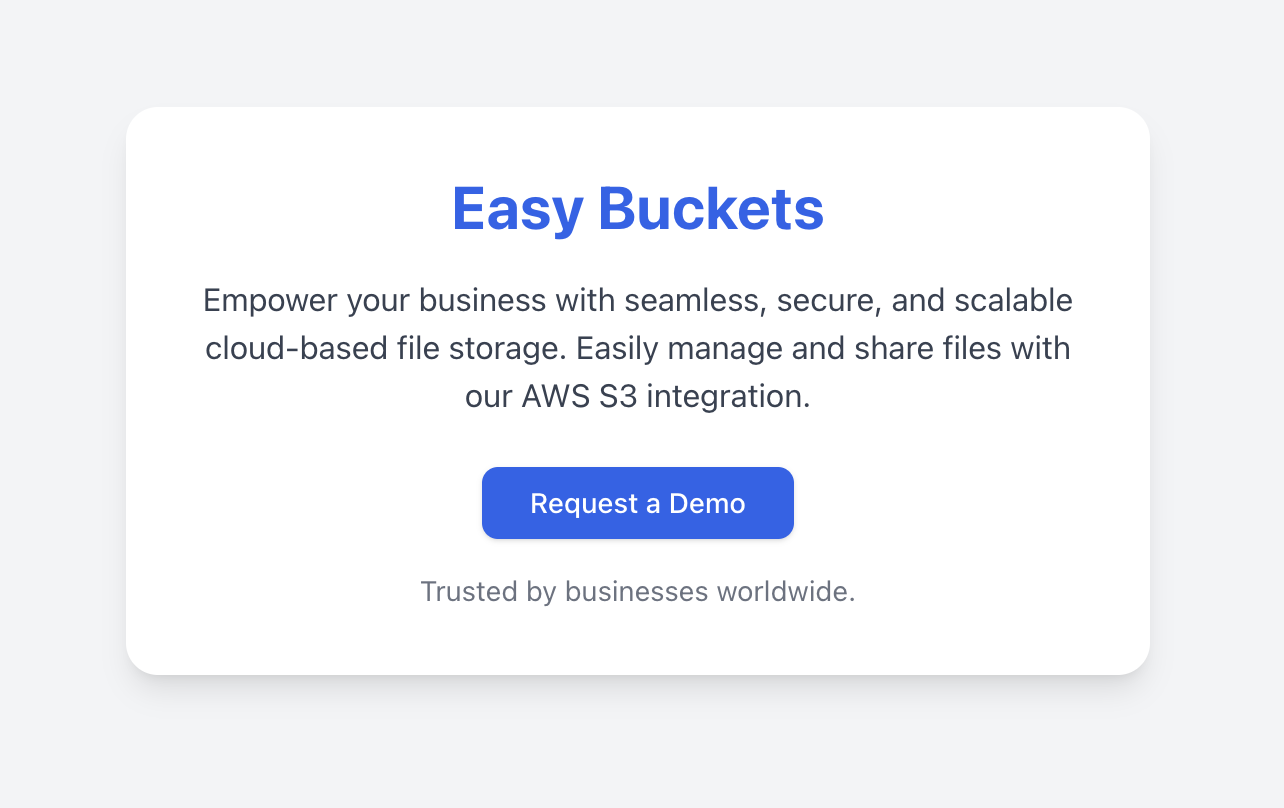 Easy Buckets
Empower your business with seamless, secure, and scalable
cloud-based file storage. Easily manage and share files with
our AWS S3 integration.
Request a Demo
Trusted by businesses worldwide.